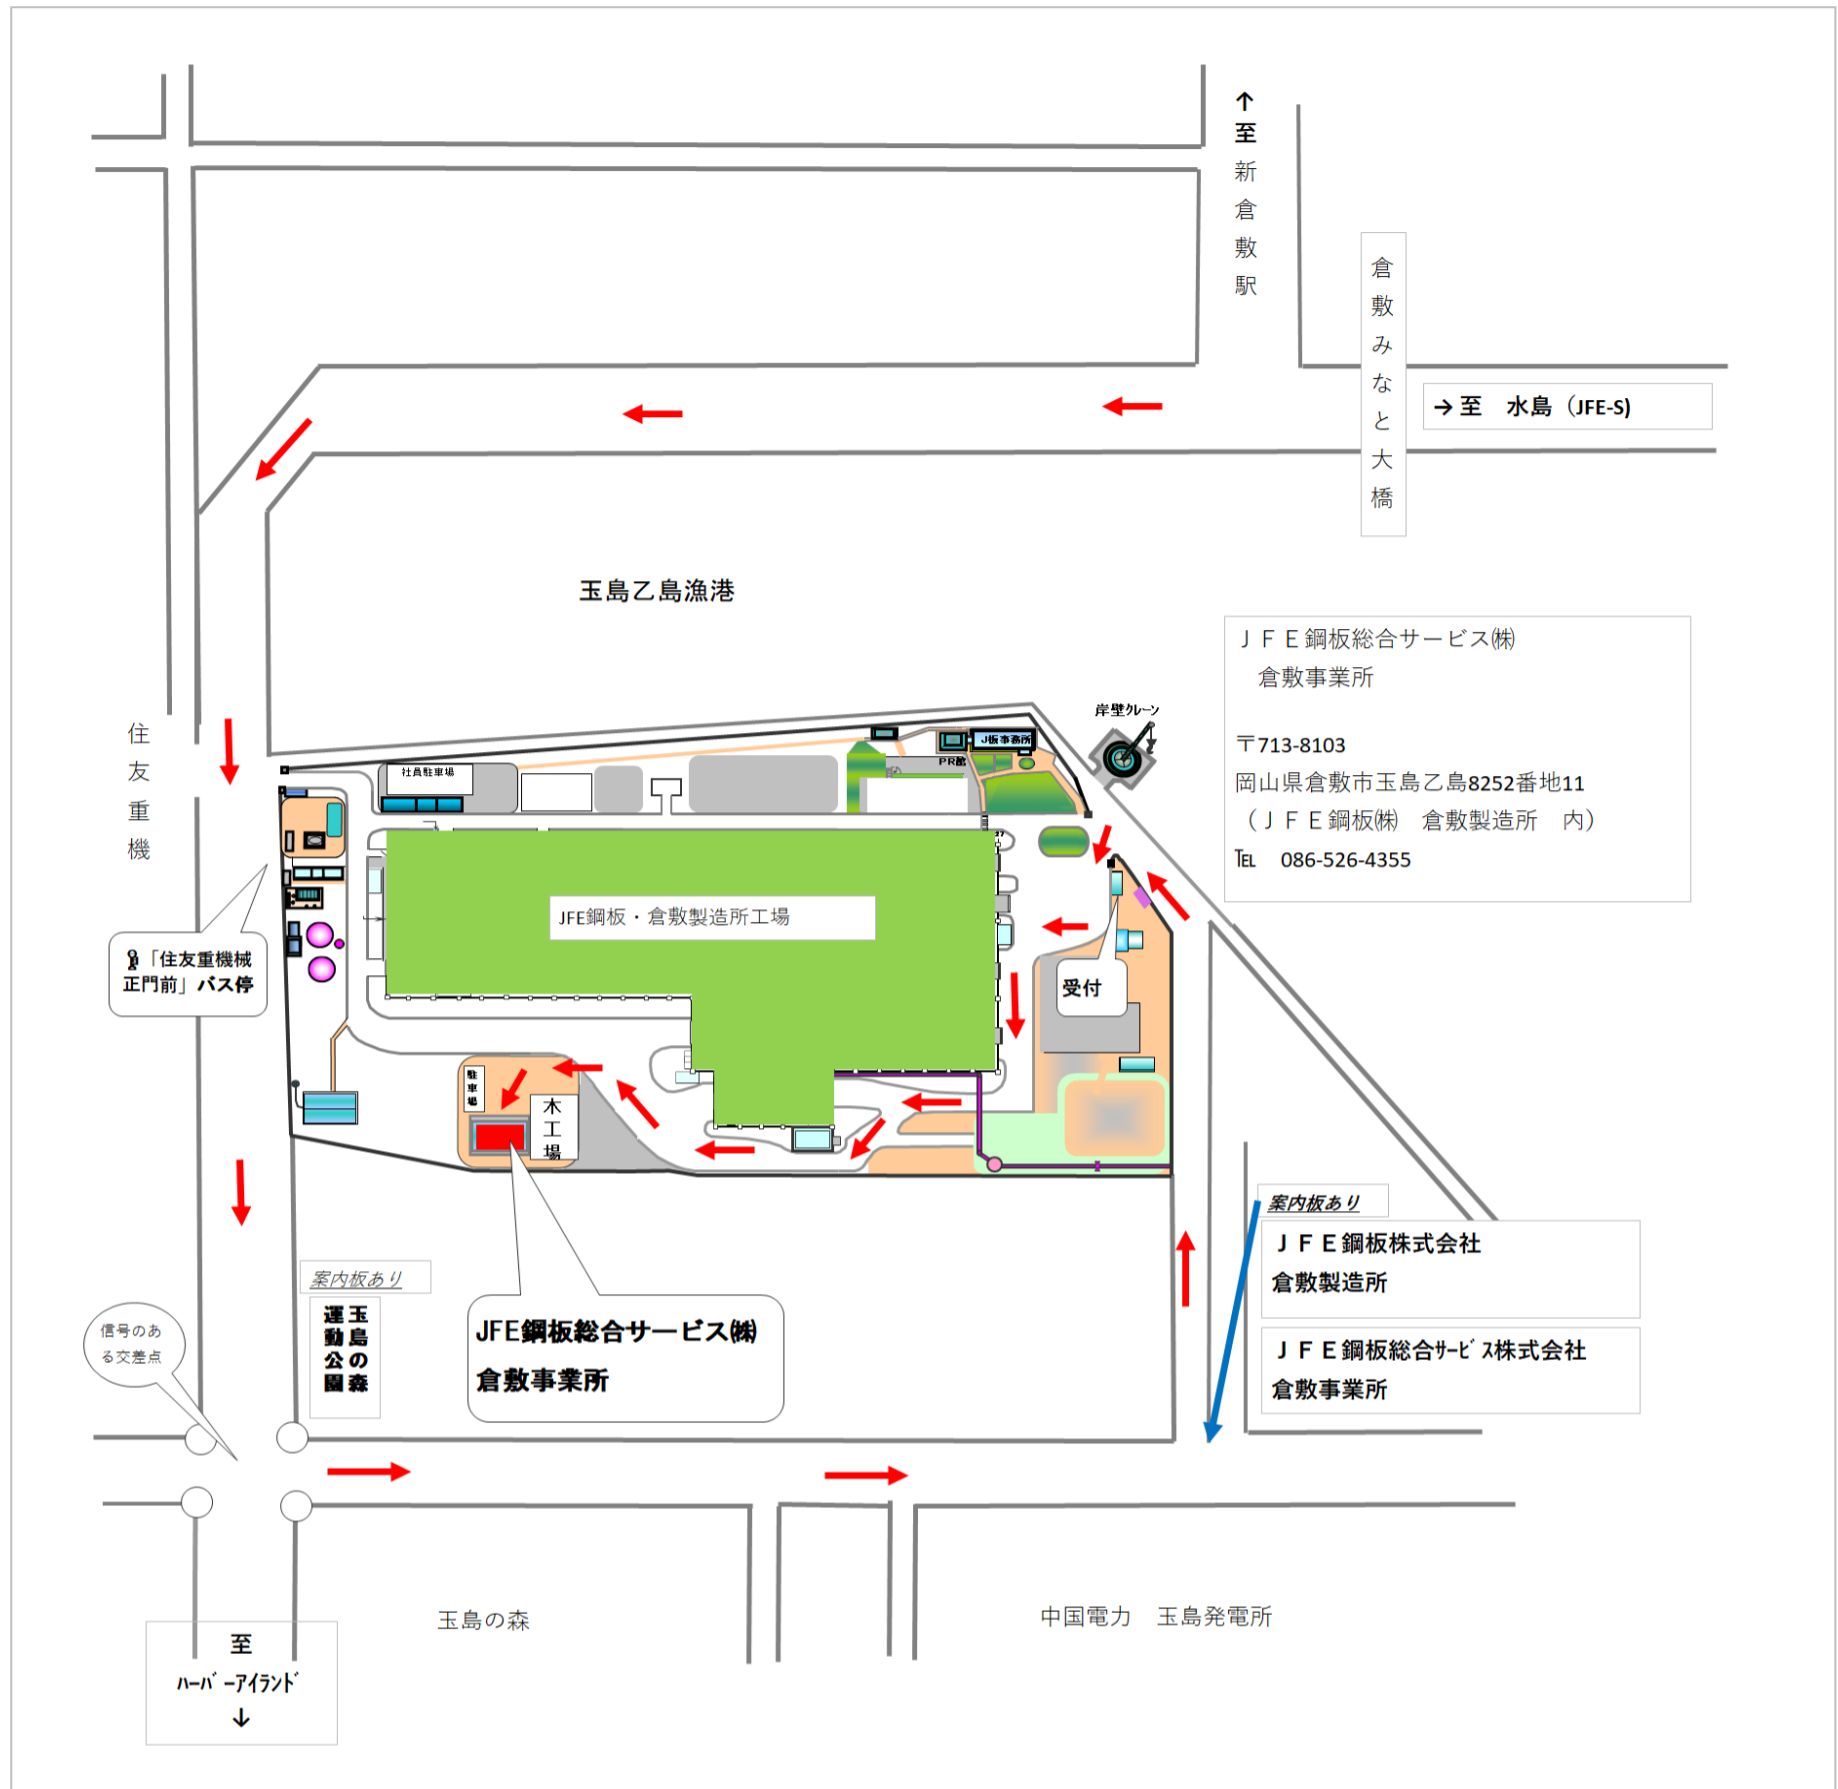 ↑至新倉敷駅
倉敷みなと大橋
→至　水島（JFE-S)
玉島乙島漁港
ＪＦＥ鋼板総合サービス㈱
倉敷事業所
〒713-8103
岡山県倉敷市玉島乙島8252番地11
（ＪＦＥ鋼板㈱　倉敷製造所　内）
℡　086-526-4355
岸壁クレーン
住友重機
社員駐車場
J板事務所
PR館
JFE鋼板・倉敷製造所工場
「住友重機械
正門前」バス停
受付
駐車場
木工場
案内板あり
ＪＦＥ鋼板株式会社
倉敷製造所
ＪＦＥ鋼板総合ｻｰﾋﾞｽ株式会社
倉敷事業所
案内板あり
玉島の森
運動公園
JFE鋼板総合サービス㈱
倉敷事業所
信号のあ
る交差点
玉島の森
中国電力　玉島発電所
至
ﾊｰﾊﾞｰアイランド
↓